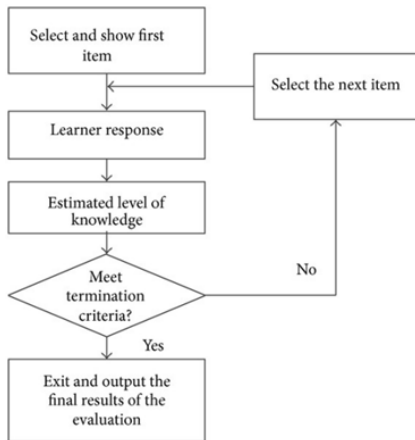 Select and show first
item
Select the next item
Learner response
Estimated level of
knowledge
Meet
termination
criteria?
No
Yes
Exit and output the
final results of the
evaluation